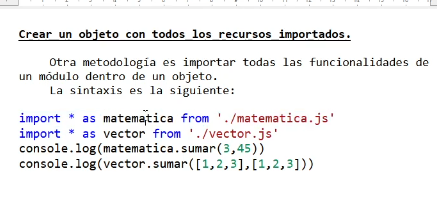 Crear un objeto con todos los recursos importados.
Otra metodología es importar todas las funcionalidades de
un módulo dentro de un objeto.
La sintaxis es la siguiente:
import * as matematica from './matematica.js'
import * as vector from './vector.js'
console.log(matematica.sumar(3,45))
console.log(vector.sumar([1,2,3],[1,2,3]))